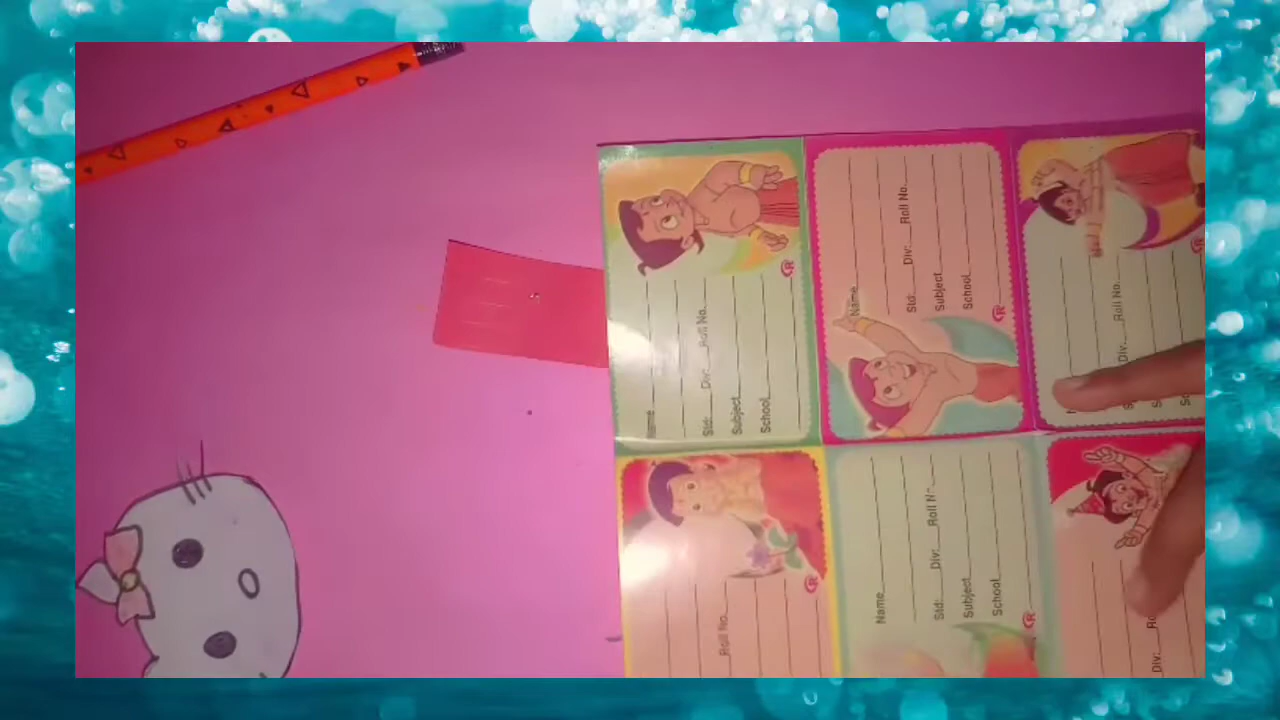 Name
Std: Div: Roll No.
Subject
School
R
Name
Std: Div: Roll No.
Subject
School
R
Div: Roll No.
R
Roll No.
R
Name
Std: Div: Roll N
Subject
School
R
Div: Ro